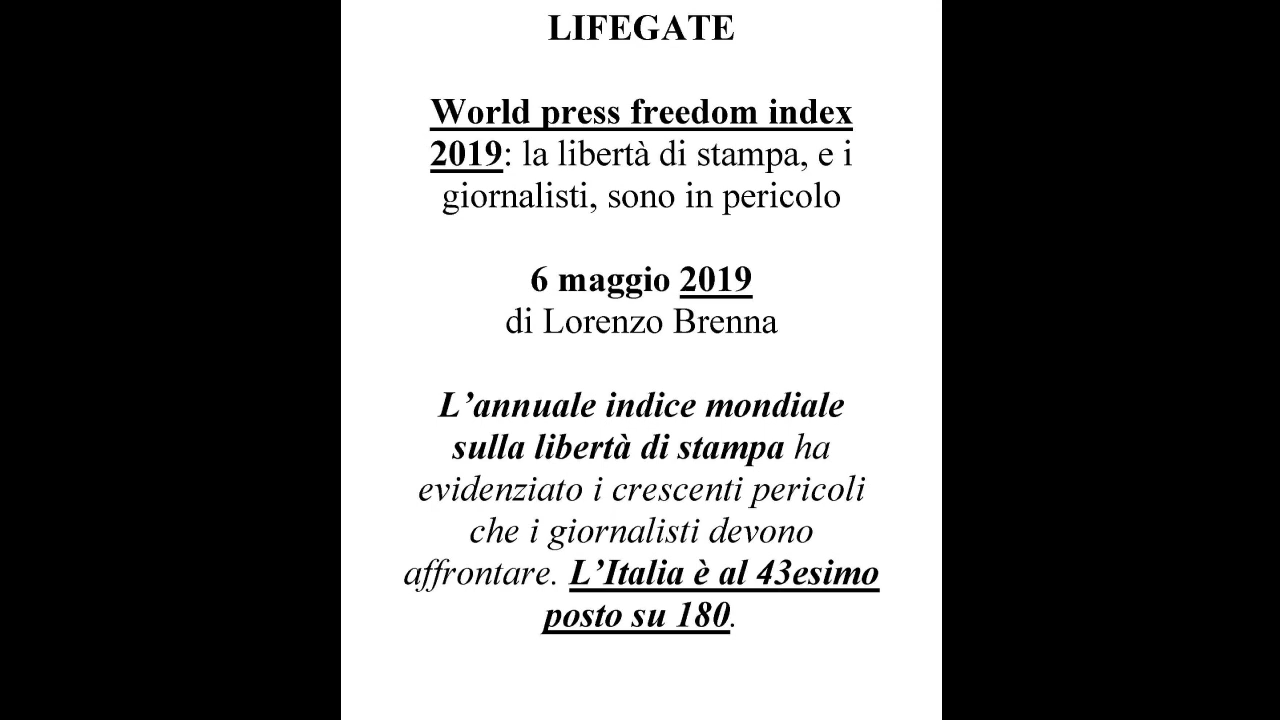 LIFEGATE
World press freedom index
2019: la libertà di stampa, e i
giornalisti, sono in pericolo
6 maggio 2019
di Lorenzo Brenna
L’annuale indice mondiale
sulla libertà di stampa ha
evidenziato i crescenti pericoli
che i giornalisti devono
affrontare. L’Italia è al 43esimo
posto su 180.